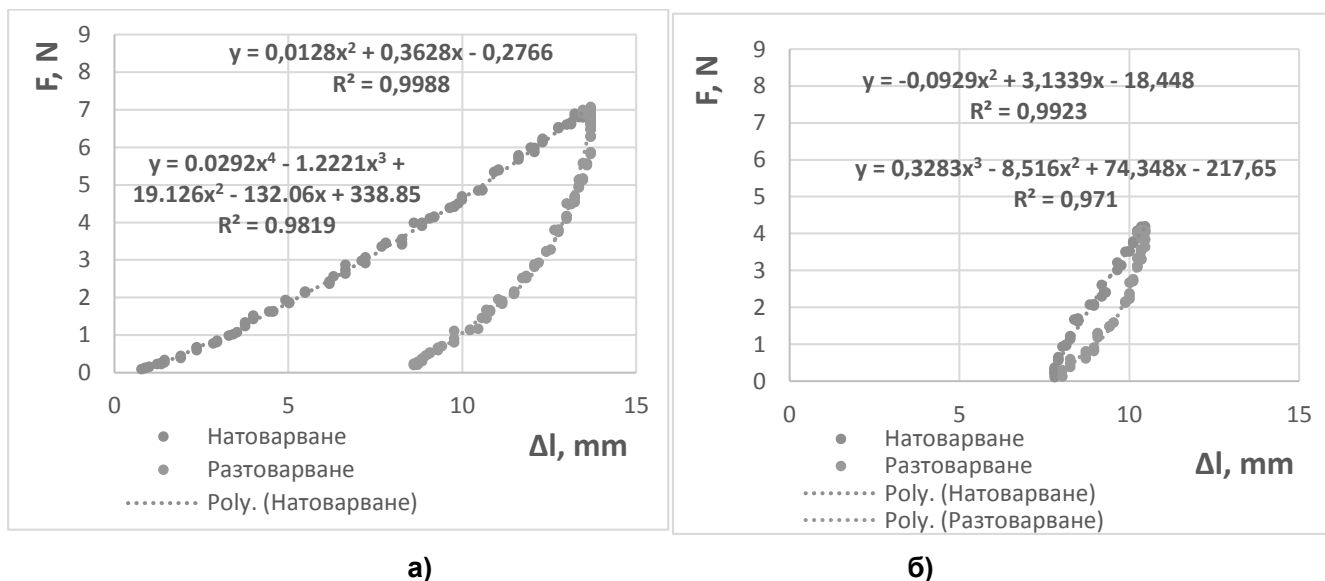 F, N
9
8
7
6
5
4
3
2
1
0
y = 0,0128x² + 0,3628x - 0,2766
R² = 0,9988
y = 0.0292x⁴ - 1.2221x³ +
19.126x² - 132.06x + 338.85
R² = 0.9819
0 5 10 15
Δl, mm
Натоварване
Разтоварване
Poly. (Натоварване)
а)
F, N
9
8
7
6
5
4
3
2
1
0
y = -0,0929x² + 3,1339x - 18,448
R² = 0,9923
y = 0,3283x³ - 8,516x² + 74,348x - 217,65
R² = 0,971
0 5 10 15
Δl, mm
Натоварване
Разтоварване
Poly. (Натоварване)
Poly. (Разтоварване)
б)